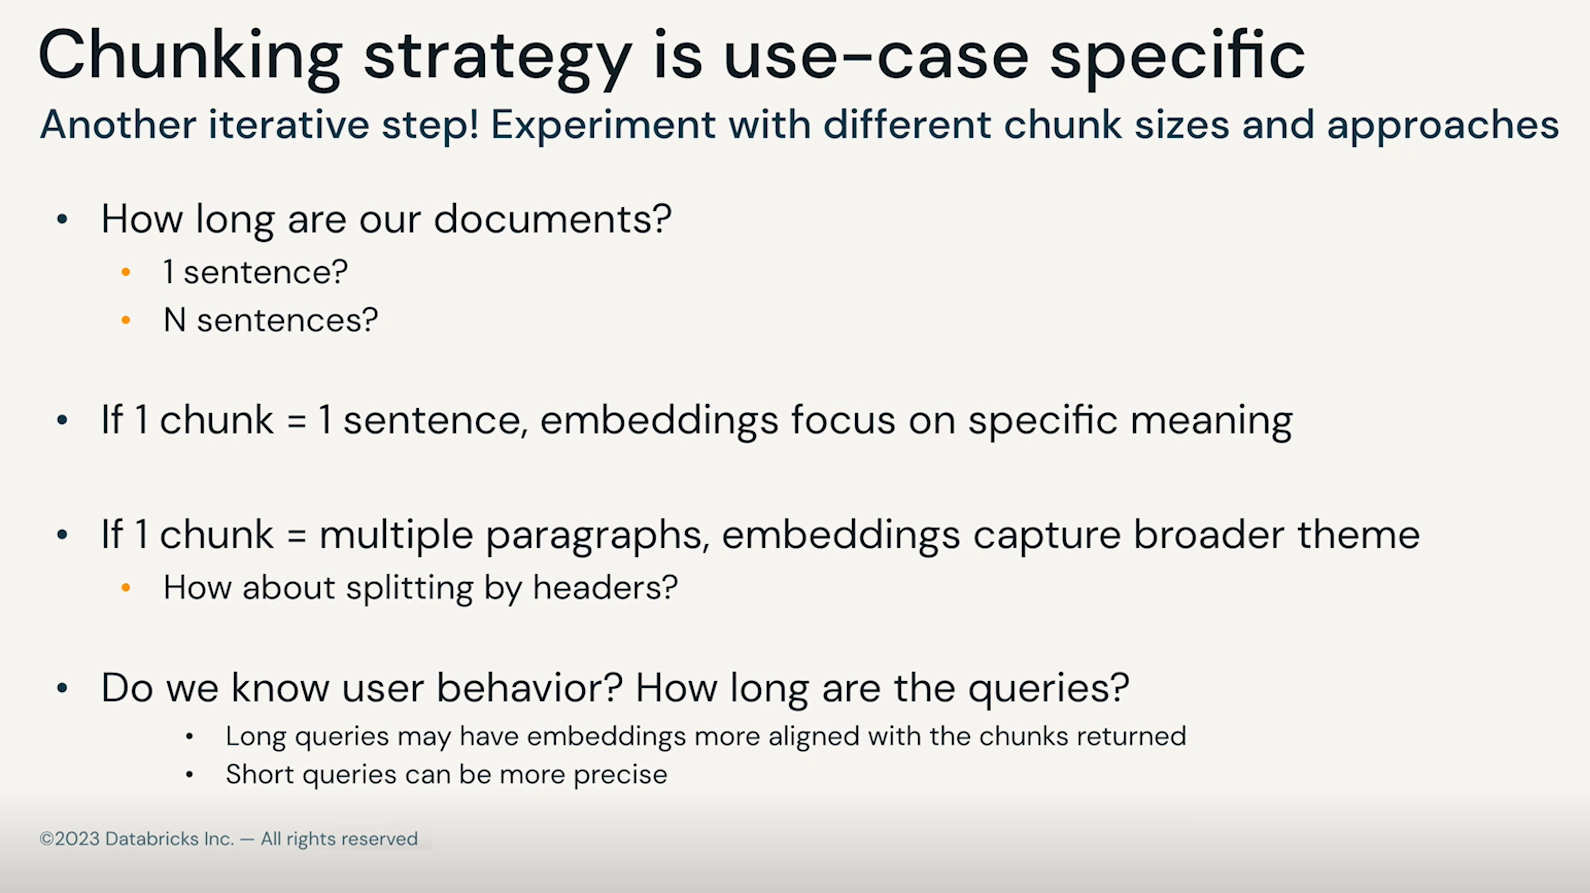 Chunking strategy is use-case specific
Another iterative step! Experiment with different chunk sizes and approaches
• How long are our documents?
• 1 sentence?
• N sentences?
• If 1 chunk = 1 sentence, embeddings focus on specific meaning
• If 1 chunk = multiple paragraphs, embeddings capture broader theme
• How about splitting by headers?
• Do we know user behavior? How long are the queries?
• Long queries may have embeddings more aligned with the chunks returned
• Short queries can be more precise
©2023 Databricks Inc. — All rights reserved